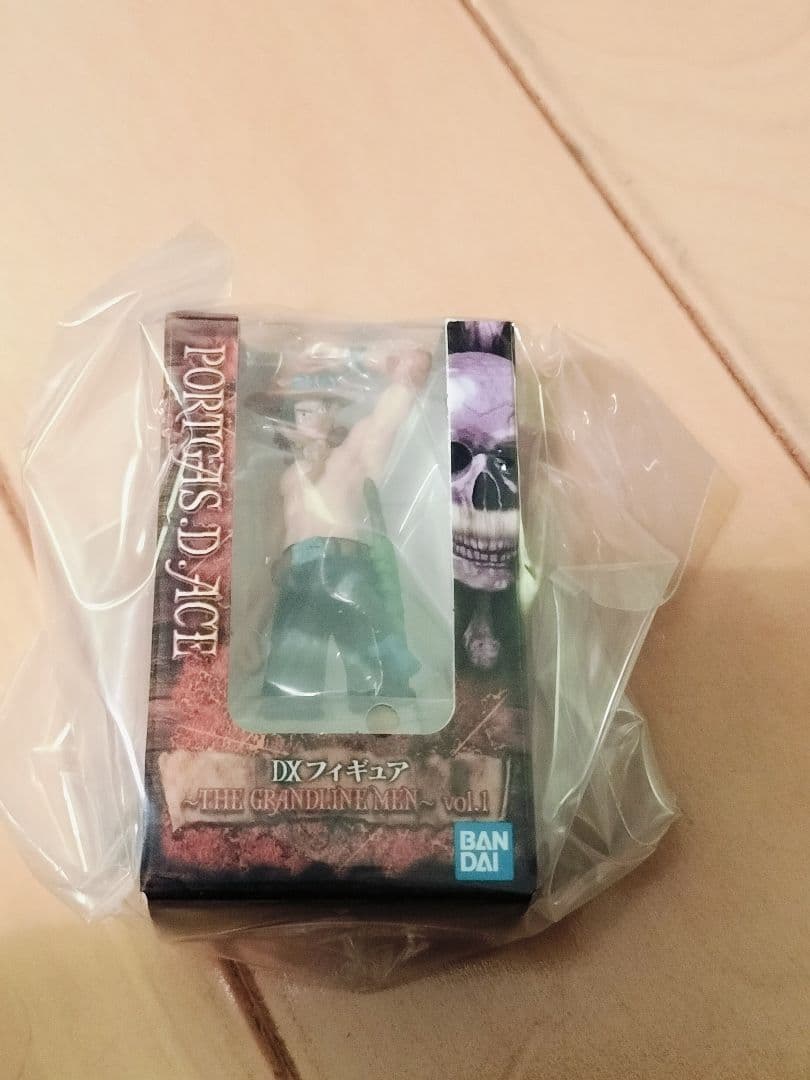 PORTGAS.D.ACE
DXフィギュア
~THE GRANDLINE MEN~ vol.1
BAN
DAI